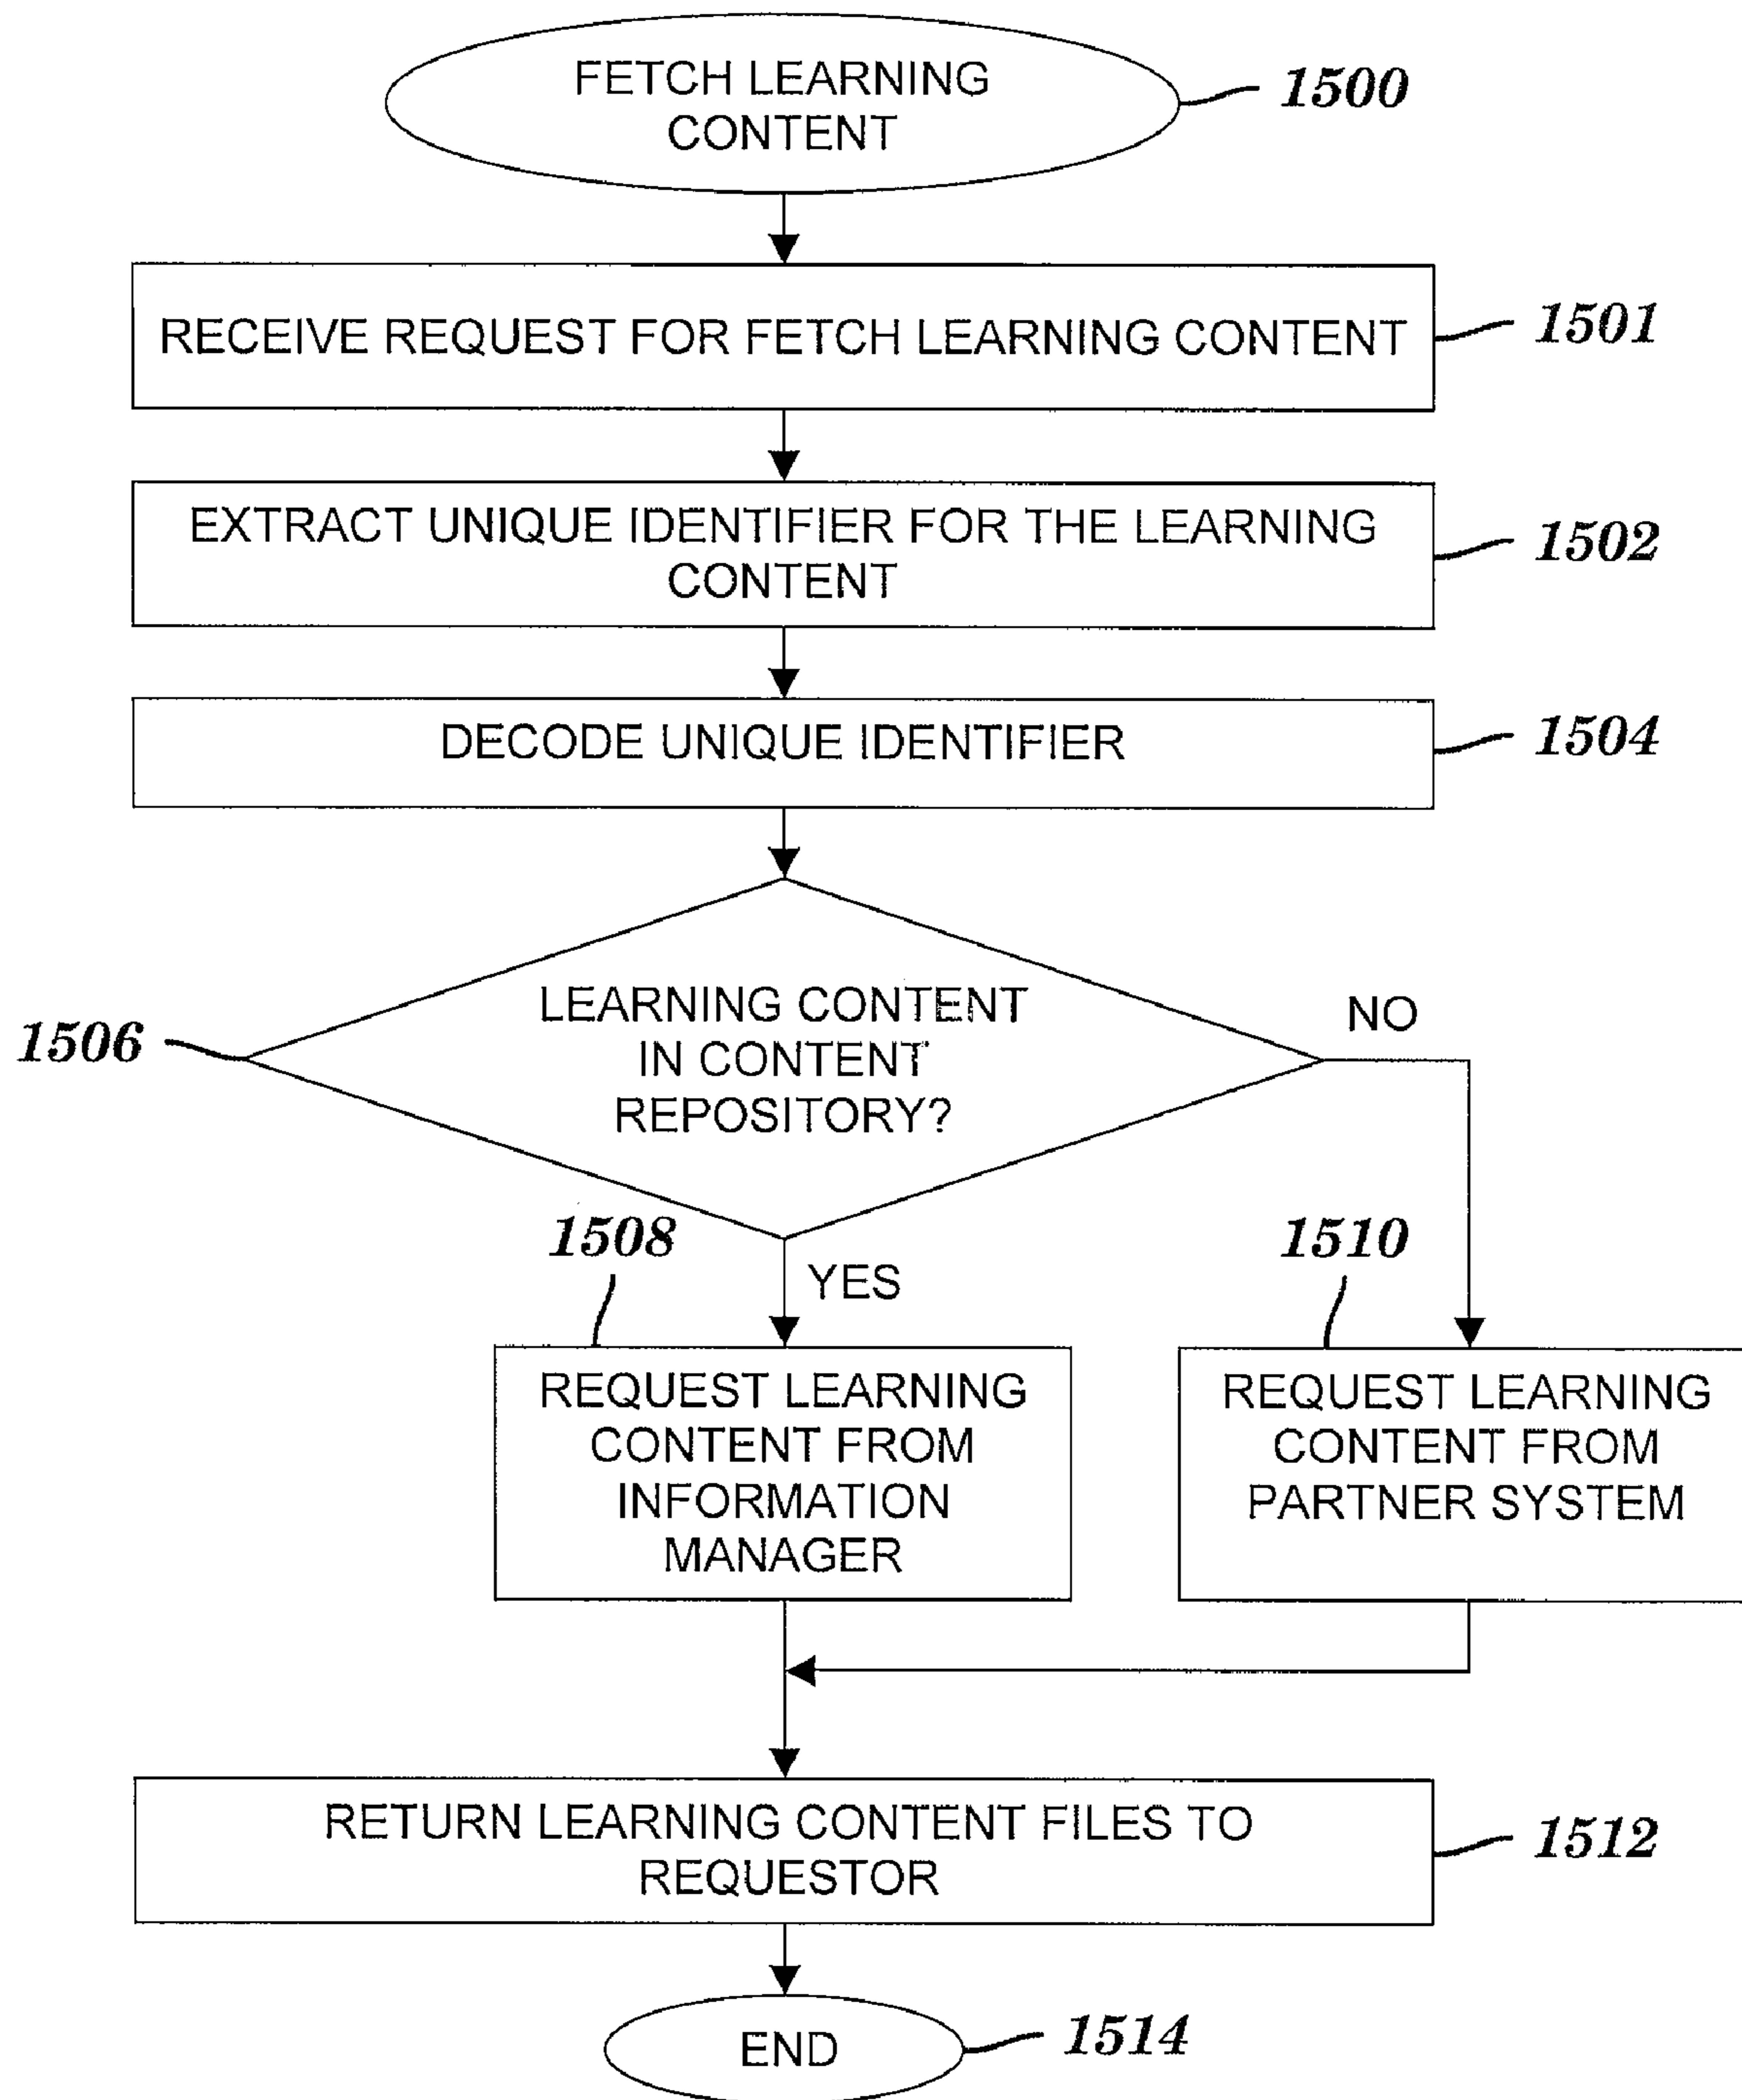 FETCH LEARNING
CONTENT
1500
RECEIVE REQUEST FOR FETCH LEARNING CONTENT
1501
EXTRACT UNIQUE IDENTIFIER FOR THE LEARNING
CONTENT
1502
DECODE UNIQUE IDENTIFIER
1504
LEARNING CONTENT
IN CONTENT
REPOSITORY?
1506
NO
YES
1508
REQUEST LEARNING
CONTENT FROM
INFORMATION
MANAGER
1510
REQUEST LEARNING
CONTENT FROM
PARTNER SYSTEM
RETURN LEARNING CONTENT FILES TO
REQUESTOR
1512
END
1514